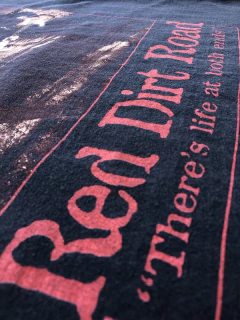 Red Dirt Road
"There's life at both ends